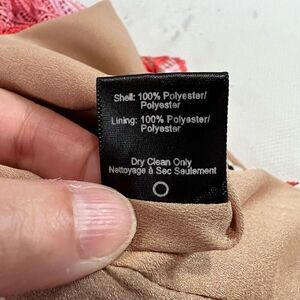 Shell: 100% Polyester/
Polyester
Lining: 100% Polyester/
Polyester
Dry Clean Only
Nettoyage à Sec Seulement